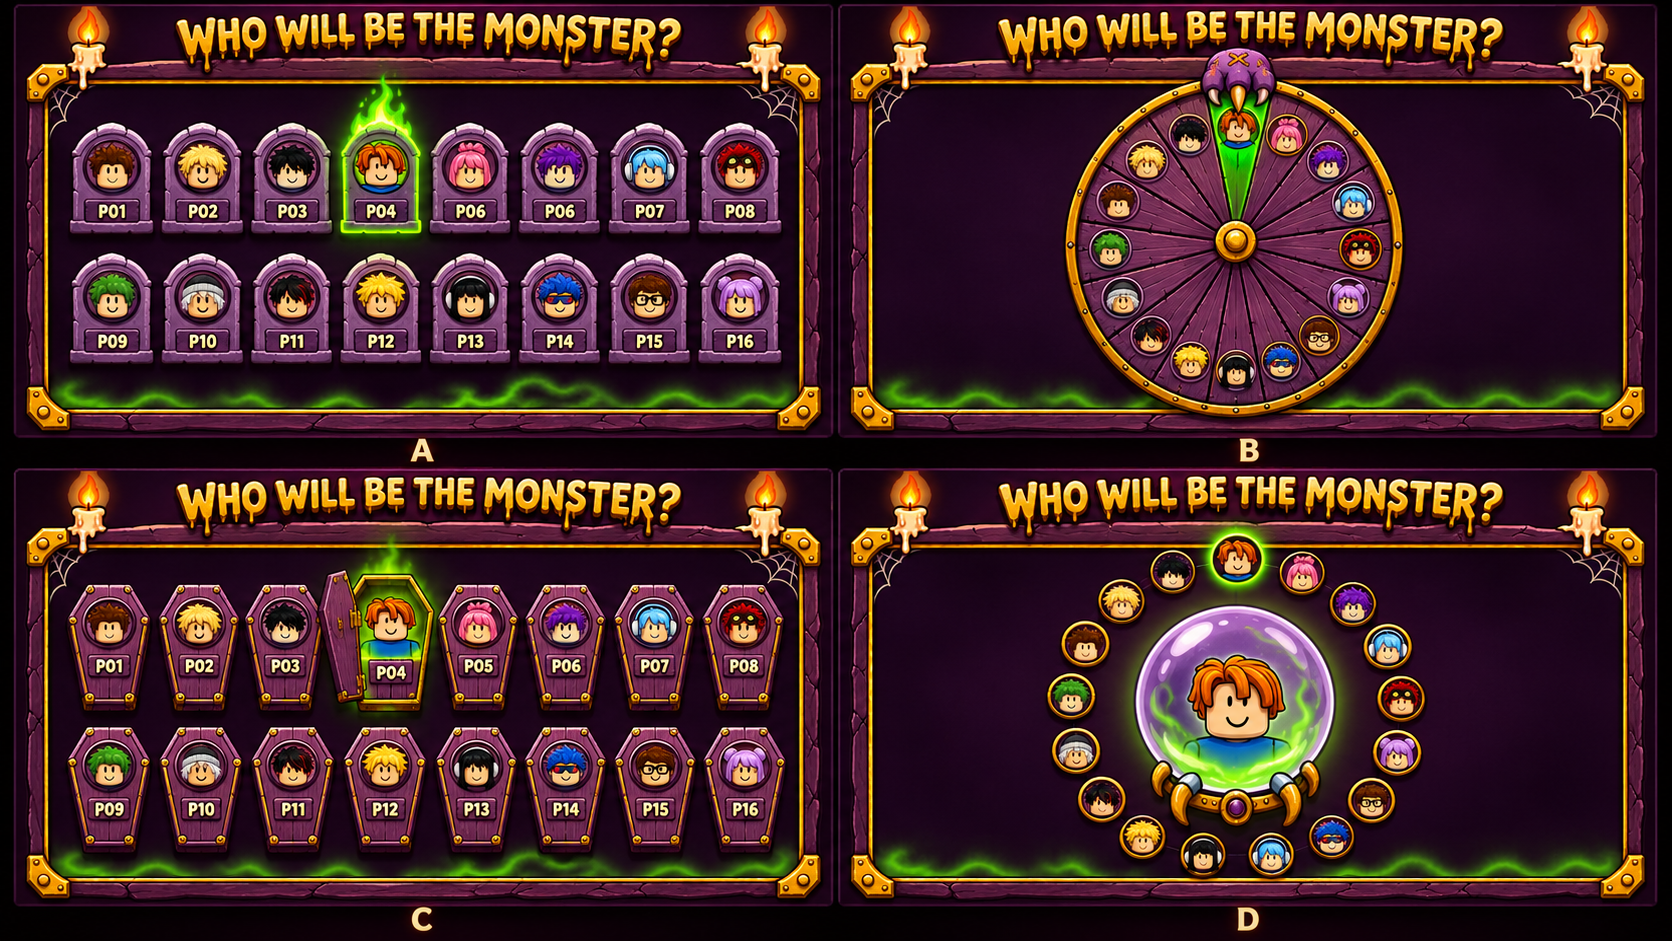 WHO WILL BE THE MONSTER?
P01 P02 P03 P04 P06 P06 P07 P08
P09 P10 P11 P12 P13 P14 P15 P16
A
WHO WILL BE THE MONSTER?
B
WHO WILL BE THE MONSTER?
P01 P02 P03 P04 P05 P06 P07 P08
P09 P10 P11 P12 P13 P14 P15 P16
C
WHO WILL BE THE MONSTER?
D